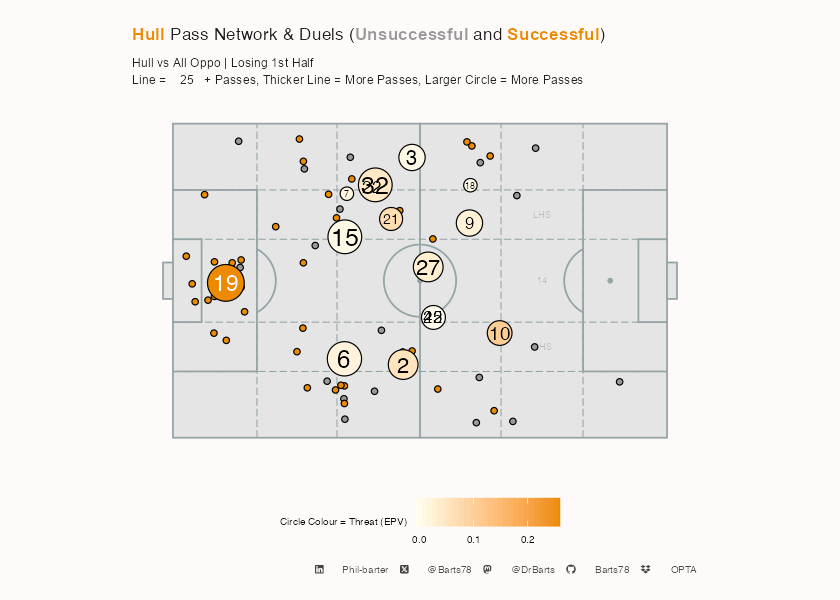 Hull Pass Network & Duels (Unsuccessful and Successful)
Hull vs All Oppo | Losing 1st Half
Line = 25 + Passes, Thicker Line = More Passes, Larger Circle = More Passes
3
32
7
18
LHS
21
9
15
27
19
14
10
HS
6
2
Circle Colour = Threat (EPV)
0.0 0.1 0.2
Phil-barter @Barts78 @DrBarts Barts78 OPTA